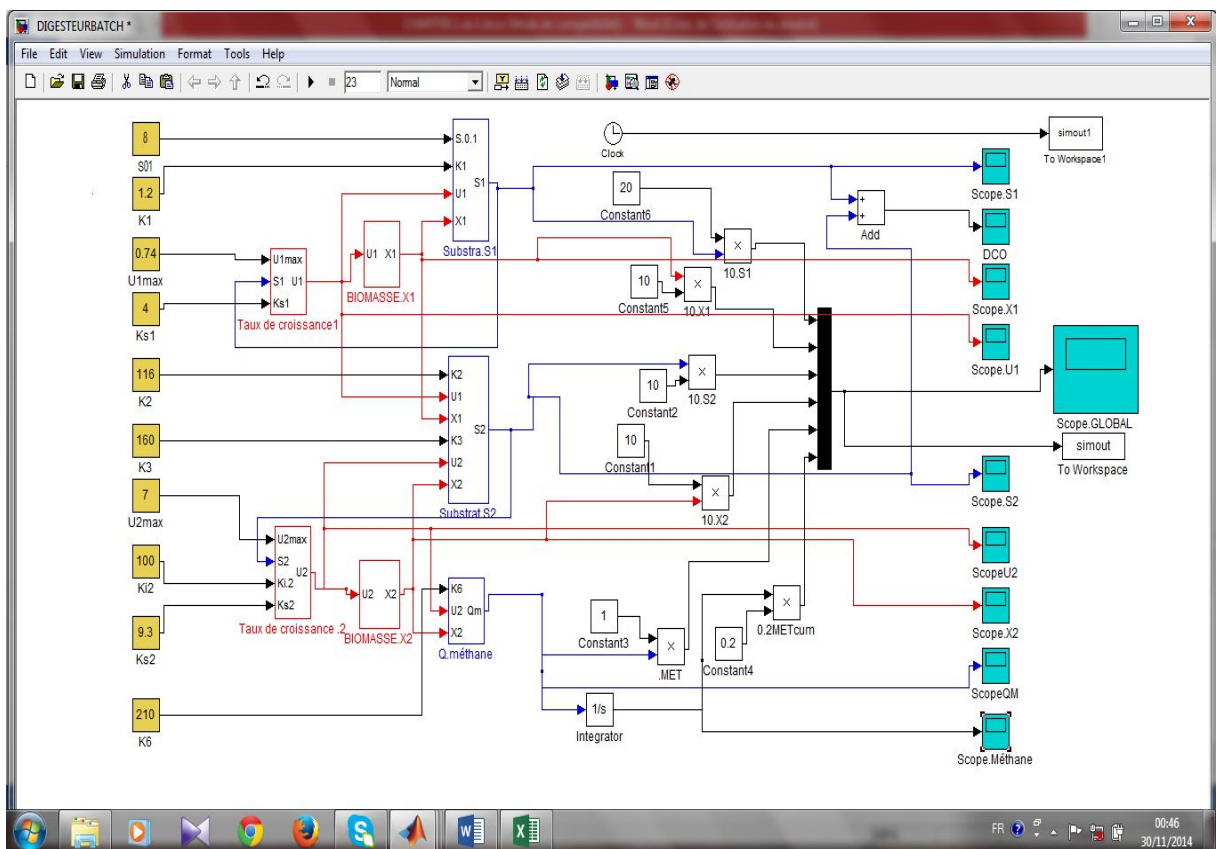 DIGESTEURBATCH *
File Edit View Simulation Format Tools Help
23 Normal
8
S01
1.2
K1
0.74
U1max
4
Ks1
116
K2
160
K3
7
U2max
100
Ki2
9.3
Ks2
210
K6
U1max
S1 U1
Ks1
Taux de croissance1
U1 X1
BIOMASSE.X1
S.0.1
K1
S1
U1
X1
Substra.S1
K2
U1
X1
S2
K3
U2
X2
Substrat.S2
U2max
S2
U2
Ki.2
Ks2
Taux de croissance .2
U2 X2
BIOMASSE.X2
K6
U2 Qm
X2
Q.méthane
Clock
20
Constant6
×
10.S1
10
Constant5
×
10.X1
10
Constant2
×
10.S2
10
Constant1
×
10.X2
1
Constant3
×
.MET
0.2
Constant4
×
0.2METcum
1/s
Integrator
+
+
Add
simout1
To Workspace1
Scope.S1
DCO
Scope.X1
Scope.U1
Scope.GLOBAL
simout
To Workspace
Scope.S2
ScopeU2
Scope.X2
ScopeQM
Scope.Méthane
FR
00:46
30/11/2014